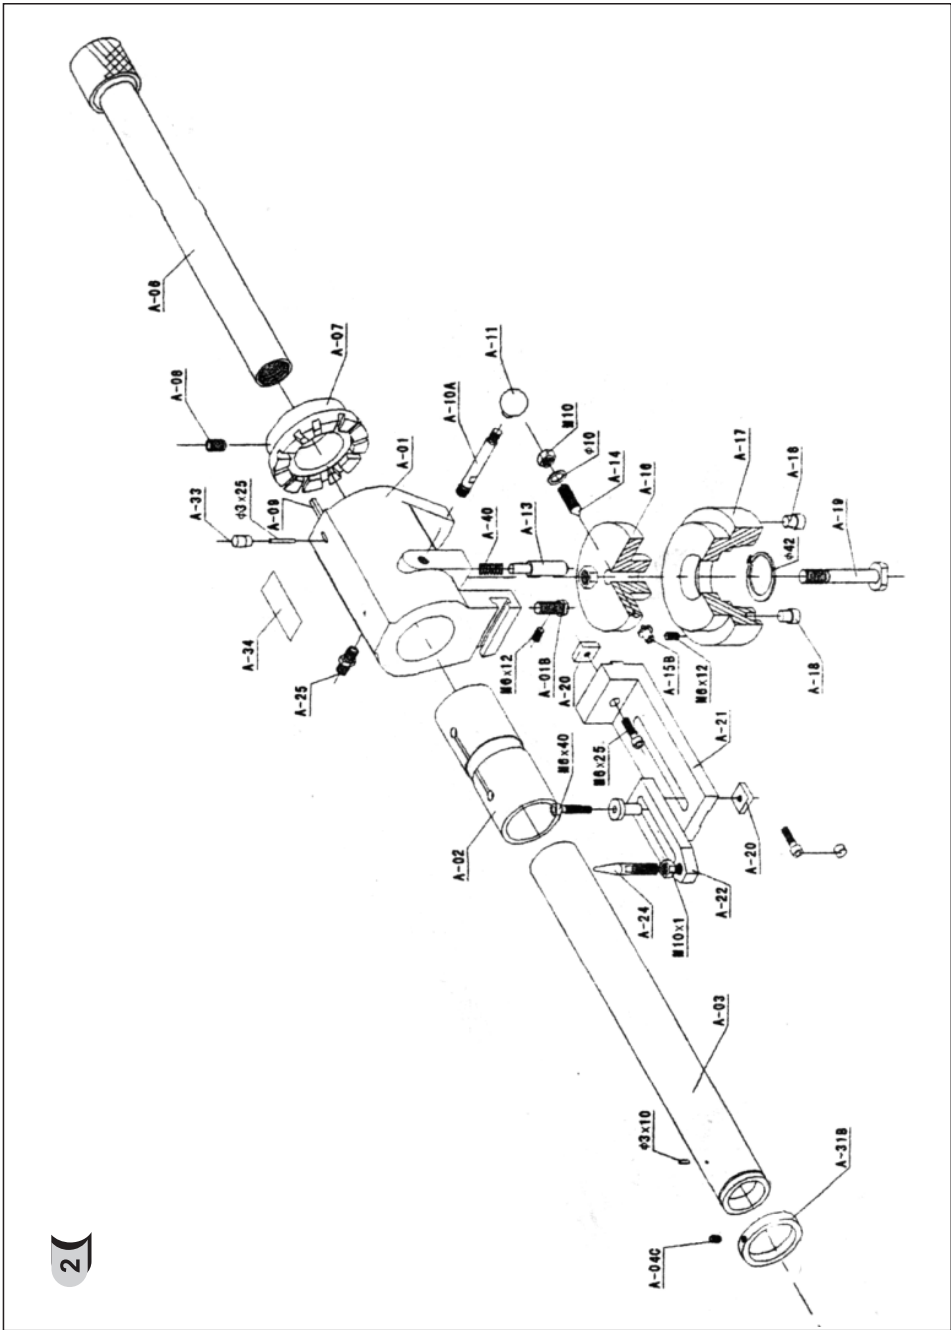 A-06
A-07
A-08
A-11
A-10A
A-01
M10
A-33
φ3×25
A-09
φ10
A-17
A-18
A-14
A-16
A-40
A-13
A-19
φ42
A-34
A-25
M6×12
A-01B
A-20
A-15B
M6×12
A-18
A-21
M6×40
M6×25
A-02
A-20
A-24
M10×1
A-22
A-03
φ3×10
A-31B
A-04C
2